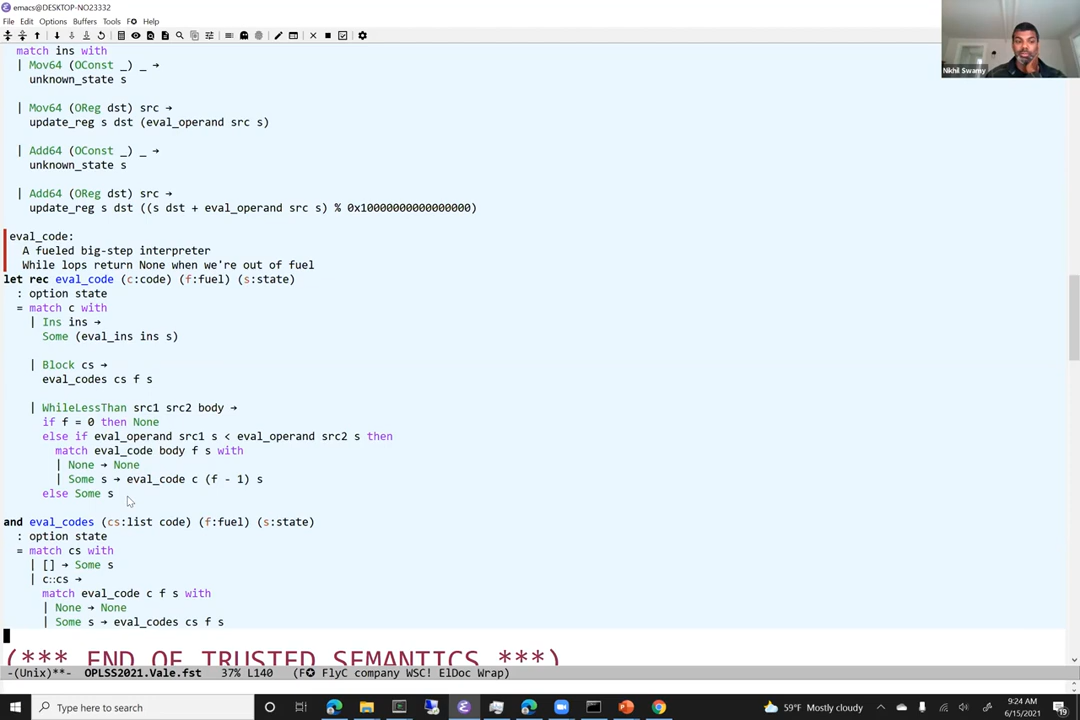 emacs@DESKTOP-NO23332
File Edit Options Buffers Tools F✪ Help
match ins with
| Mov64 (OConst _) _ →
unknown_state s
| Mov64 (OReg dst) src →
update_reg s dst (eval_operand src s)
| Add64 (OConst _) _ →
unknown_state s
| Add64 (OReg dst) src →
update_reg s dst ((s dst + eval_operand src s) % 0x10000000000000000)
eval_code:
A fueled big-step interpreter
While lops return None when we're out of fuel
let rec eval_code (c:code) (f:fuel) (s:state)
: option state
= match c with
| Ins ins →
Some (eval_ins ins s)
| Block cs →
eval_codes cs f s
| WhileLessThan src1 src2 body →
if f = 0 then None
else if eval_operand src1 s < eval_operand src2 s then
match eval_code body f s with
| None → None
| Some s → eval_code c (f - 1) s
else Some s
and eval_codes (cs:list code) (f:fuel) (s:state)
: option state
= match cs with
| [] → Some s
| c::cs →
match eval_code c f s with
| None → None
| Some s → eval_codes cs f s
(*** END OF TRUSTED SEMANTICS ***)
-(Unix)**- OPLSS2021.Vale.fst 37% L140 (F✪ FlyC company WSC! ElDoc Wrap)
Type here to search
59°F Mostly cloudy
9:24 AM
6/15/2021
19
Nikhil Swamy